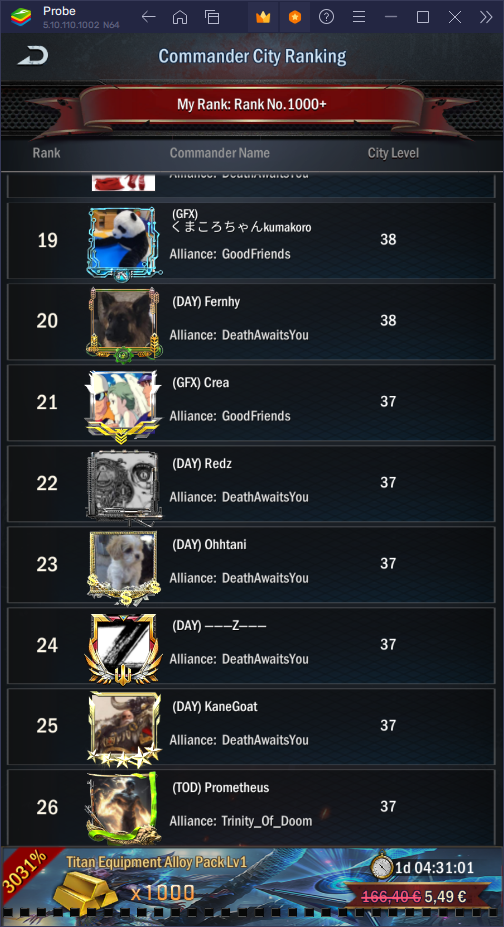 Probe
5.10.110.1002 N64
Commander City Ranking
My Rank: Rank No.1000+
Rank Commander Name City Level
Alliance: DeathAwaitsYou
(GFX)
19 くまころちゃんkumakoro 38
Alliance: GoodFriends
(DAY) Fernhy
20 38
Alliance: DeathAwaitsYou
(GFX) Crea
21 37
Alliance: GoodFriends
(DAY) Redz
22 37
Alliance: DeathAwaitsYou
(DAY) Ohhtani
23 37
Alliance: DeathAwaitsYou
(DAY) ———Z———
24 37
Alliance: DeathAwaitsYou
(DAY) KaneGoat
25 37
Alliance: DeathAwaitsYou
(TOD) Prometheus
26 37
Alliance: Trinity_Of_Doom
3031%
Titan Equipment Alloy Pack Lv1
1d 04:31:01
x1000
166,40 € 5,49 €